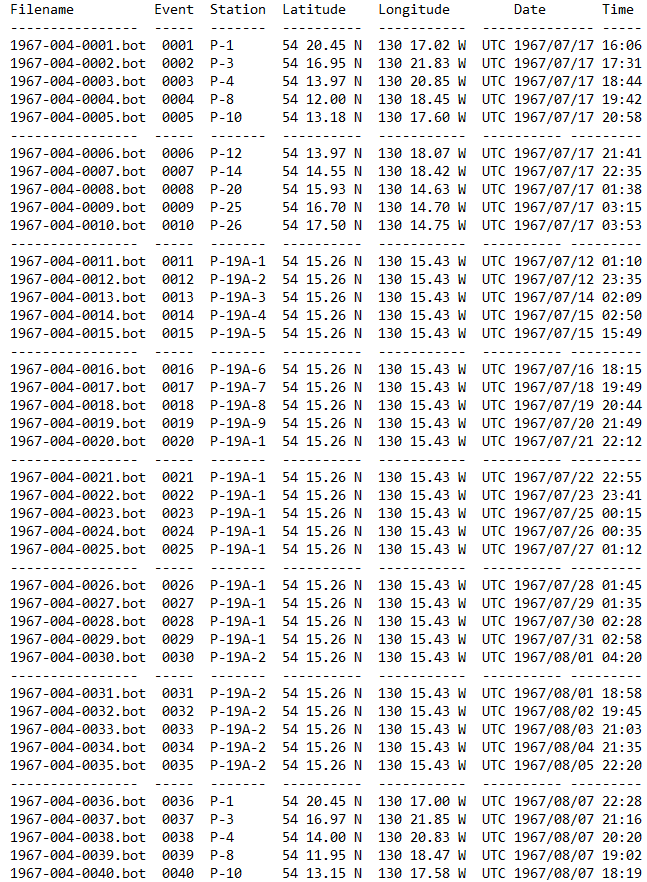 Filename          Event  Station  Latitude    Longitude        Date       Time
----------------  -----  -------  ----------  -----------  ---------- ---------
1967-004-0001.bot  0001  P-1      54 20.45 N  130 17.02 W  UTC 1967/07/17 16:06
1967-004-0002.bot  0002  P-3      54 16.95 N  130 21.83 W  UTC 1967/07/17 17:31
1967-004-0003.bot  0003  P-4      54 13.97 N  130 20.85 W  UTC 1967/07/17 18:44
1967-004-0004.bot  0004  P-8      54 12.00 N  130 18.45 W  UTC 1967/07/17 19:42
1967-004-0005.bot  0005  P-10     54 13.18 N  130 17.60 W  UTC 1967/07/17 20:58
----------------  -----  -------  ----------  -----------  ---------- ---------
1967-004-0006.bot  0006  P-12     54 13.97 N  130 18.07 W  UTC 1967/07/17 21:41
1967-004-0007.bot  0007  P-14     54 14.55 N  130 18.42 W  UTC 1967/07/17 22:35
1967-004-0008.bot  0008  P-20     54 15.93 N  130 14.63 W  UTC 1967/07/17 01:38
1967-004-0009.bot  0009  P-25     54 16.70 N  130 14.70 W  UTC 1967/07/17 03:15
1967-004-0010.bot  0010  P-26     54 17.50 N  130 14.75 W  UTC 1967/07/17 03:53
----------------  -----  -------  ----------  -----------  ---------- ---------
1967-004-0011.bot  0011  P-19A-1  54 15.26 N  130 15.43 W  UTC 1967/07/12 01:10
1967-004-0012.bot  0012  P-19A-2  54 15.26 N  130 15.43 W  UTC 1967/07/12 23:35
1967-004-0013.bot  0013  P-19A-3  54 15.26 N  130 15.43 W  UTC 1967/07/14 02:09
1967-004-0014.bot  0014  P-19A-4  54 15.26 N  130 15.43 W  UTC 1967/07/15 02:50
1967-004-0015.bot  0015  P-19A-5  54 15.26 N  130 15.43 W  UTC 1967/07/15 15:49
----------------  -----  -------  ----------  -----------  ---------- ---------
1967-004-0016.bot  0016  P-19A-6  54 15.26 N  130 15.43 W  UTC 1967/07/16 18:15
1967-004-0017.bot  0017  P-19A-7  54 15.26 N  130 15.43 W  UTC 1967/07/18 19:49
1967-004-0018.bot  0018  P-19A-8  54 15.26 N  130 15.43 W  UTC 1967/07/19 20:44
1967-004-0019.bot  0019  P-19A-9  54 15.26 N  130 15.43 W  UTC 1967/07/20 21:49
1967-004-0020.bot  0020  P-19A-1  54 15.26 N  130 15.43 W  UTC 1967/07/21 22:12
----------------  -----  -------  ----------  -----------  ---------- ---------
1967-004-0021.bot  0021  P-19A-1  54 15.26 N  130 15.43 W  UTC 1967/07/22 22:55
1967-004-0022.bot  0022  P-19A-1  54 15.26 N  130 15.43 W  UTC 1967/07/23 23:41
1967-004-0023.bot  0023  P-19A-1  54 15.26 N  130 15.43 W  UTC 1967/07/25 00:15
1967-004-0024.bot  0024  P-19A-1  54 15.26 N  130 15.43 W  UTC 1967/07/26 00:35
1967-004-0025.bot  0025  P-19A-1  54 15.26 N  130 15.43 W  UTC 1967/07/27 01:12
----------------  -----  -------  ----------  -----------  ---------- ---------
1967-004-0026.bot  0026  P-19A-1  54 15.26 N  130 15.43 W  UTC 1967/07/28 01:45
1967-004-0027.bot  0027  P-19A-1  54 15.26 N  130 15.43 W  UTC 1967/07/29 01:35
1967-004-0028.bot  0028  P-19A-1  54 15.26 N  130 15.43 W  UTC 1967/07/30 02:28
1967-004-0029.bot  0029  P-19A-1  54 15.26 N  130 15.43 W  UTC 1967/07/31 02:58
1967-004-0030.bot  0030  P-19A-2  54 15.26 N  130 15.43 W  UTC 1967/08/01 04:20
----------------  -----  -------  ----------  -----------  ---------- ---------
1967-004-0031.bot  0031  P-19A-2  54 15.26 N  130 15.43 W  UTC 1967/08/01 18:58
1967-004-0032.bot  0032  P-19A-2  54 15.26 N  130 15.43 W  UTC 1967/08/02 19:45
1967-004-0033.bot  0033  P-19A-2  54 15.26 N  130 15.43 W  UTC 1967/08/03 21:03
1967-004-0034.bot  0034  P-19A-2  54 15.26 N  130 15.43 W  UTC 1967/08/04 21:35
1967-004-0035.bot  0035  P-19A-2  54 15.26 N  130 15.43 W  UTC 1967/08/05 22:20
----------------  -----  -------  ----------  -----------  ---------- ---------
1967-004-0036.bot  0036  P-1      54 20.45 N  130 17.00 W  UTC 1967/08/07 22:28
1967-004-0037.bot  0037  P-3      54 16.97 N  130 21.85 W  UTC 1967/08/07 21:16
1967-004-0038.bot  0038  P-4      54 14.00 N  130 20.83 W  UTC 1967/08/07 20:20
1967-004-0039.bot  0039  P-8      54 11.95 N  130 18.47 W  UTC 1967/08/07 19:02
1967-004-0040.bot  0040  P-10     54 13.15 N  130 17.58 W  UTC 1967/08/07 18:19